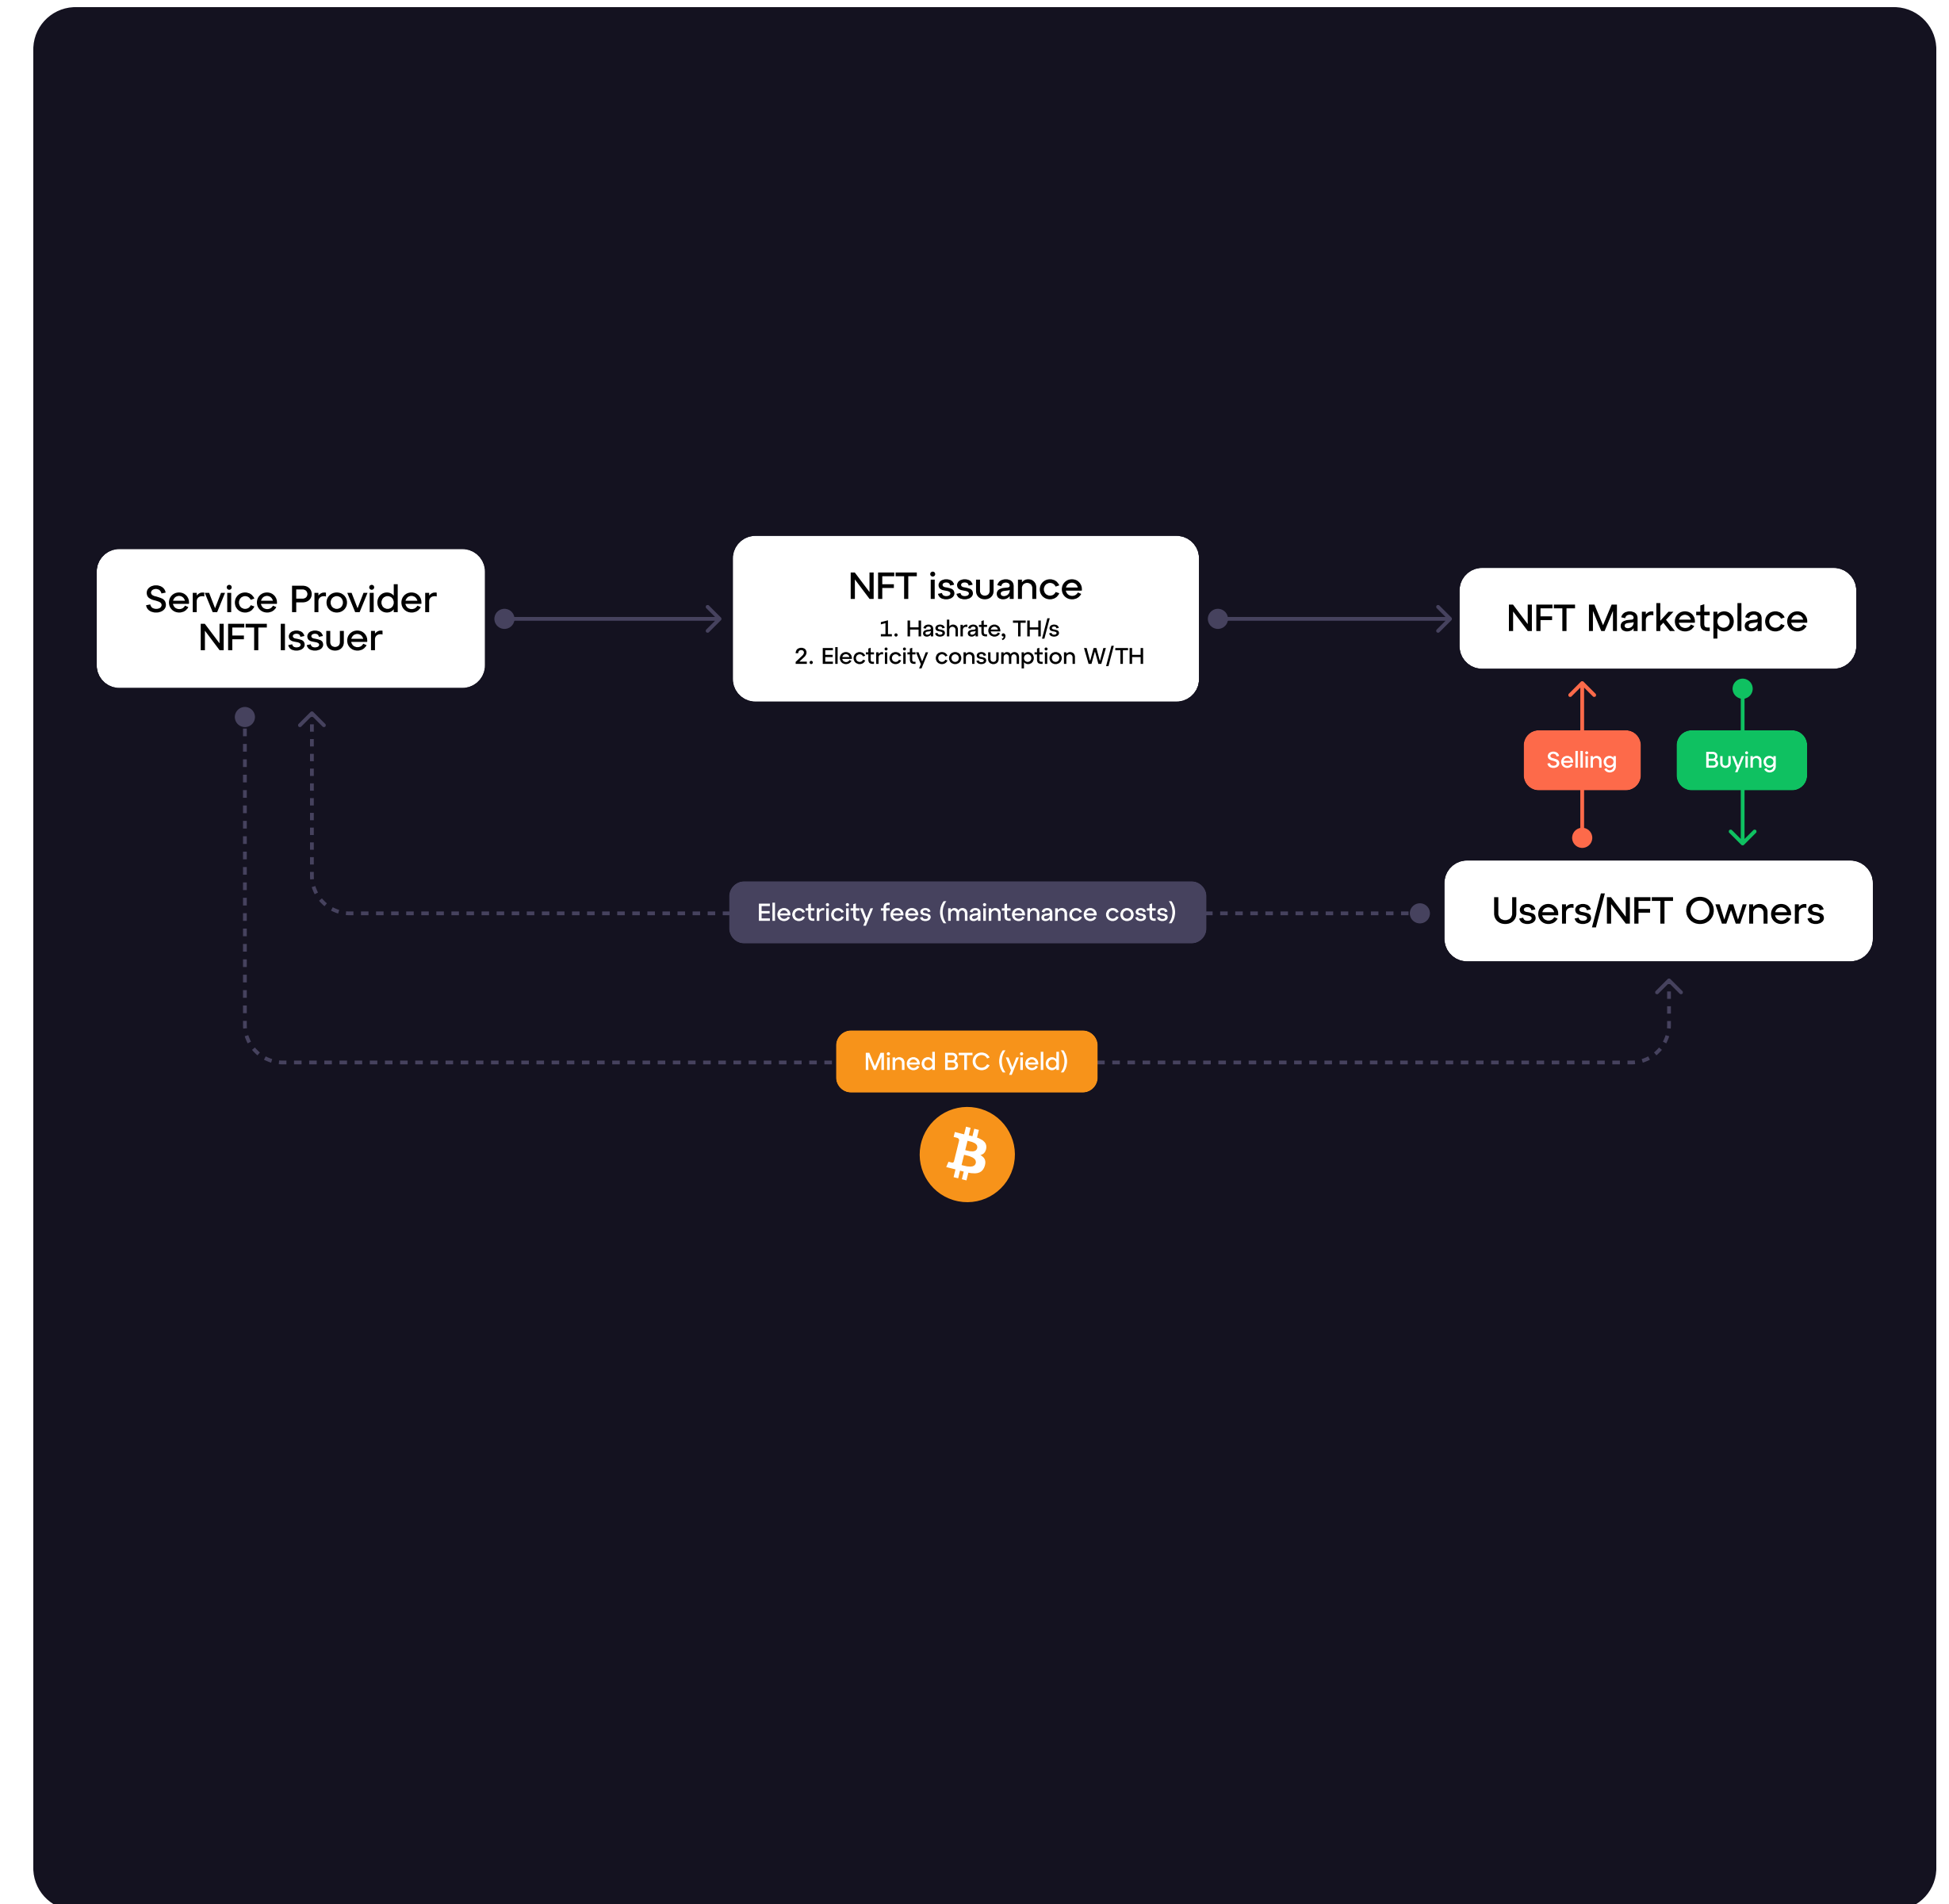 Service Provider
NFT Issuer
NFT issuance
1. Hashrate, TH/s
2. Electricity consumption W/TH
NFT Marketplace
Selling
Buying
Electricity fees (maintenance costs)
Users/NFT Owners
Mined BTC (yield)